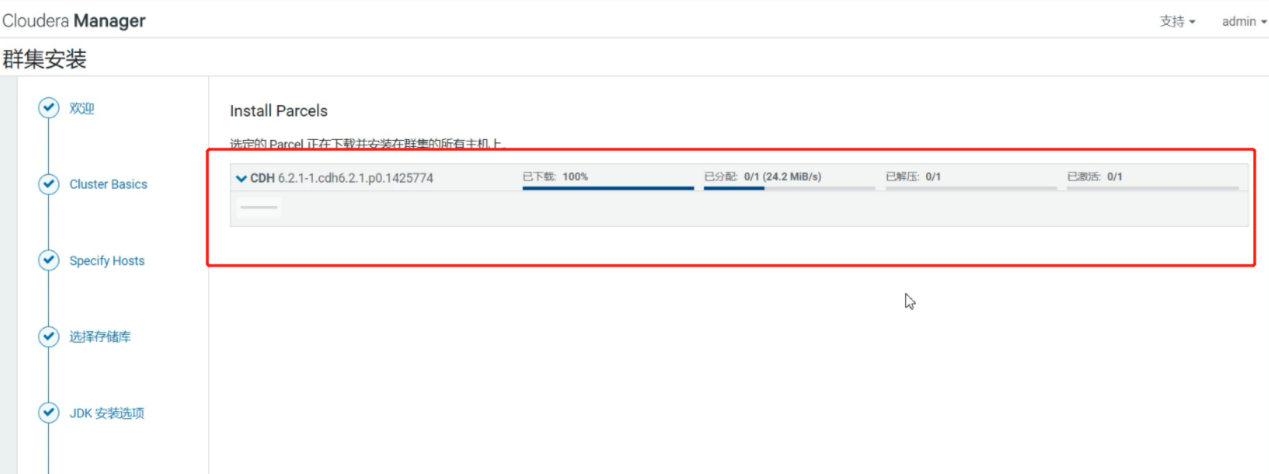 Cloudera Manager
支持 admin
群集安装
欢迎
Cluster Basics
Specify Hosts
选择存储库
JDK 安装选项
Install Parcels
选定的 Parcel 正在下载并安装在群集的所有主机上。
CDH 6.2.1-1.cdh6.2.1.p0.1425774 已下载: 100% 已分配: 0/1 (24.2 MiB/s) 已解压: 0/1 已激活: 0/1